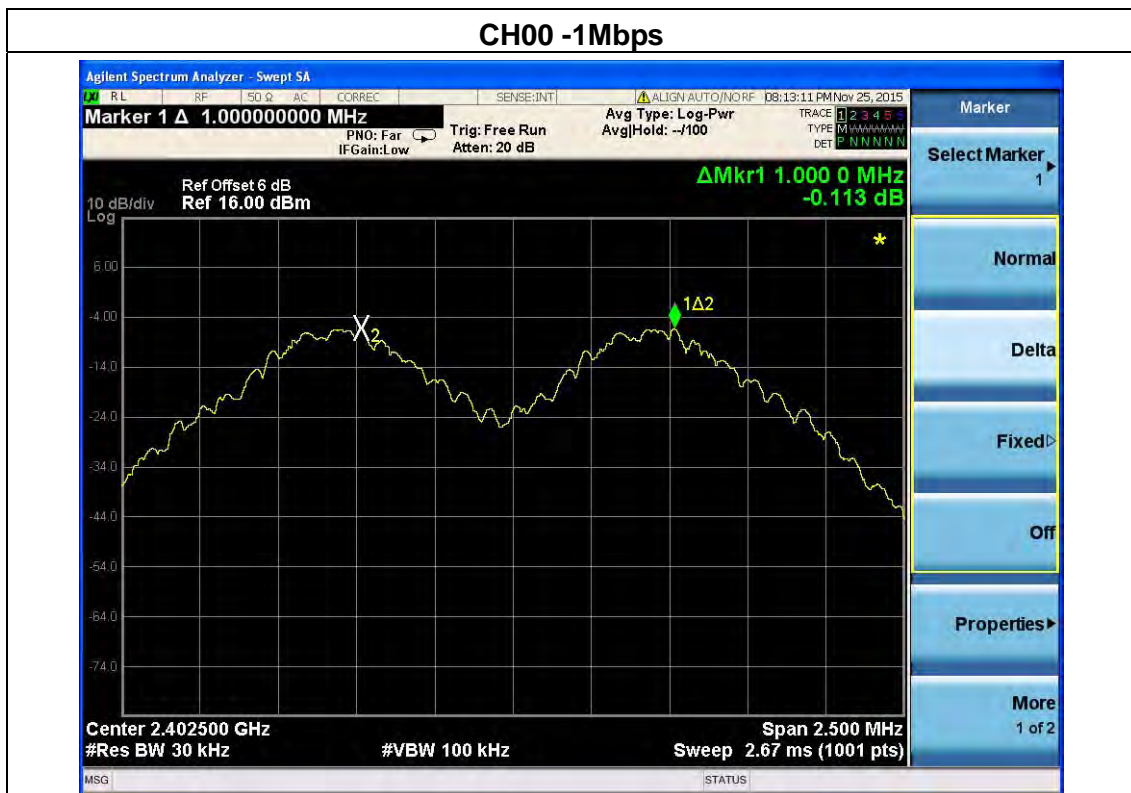 CH00 -1Mbps
Agilent Spectrum Analyzer - Swept SA
LXI RL RF 50 Ω AC CORREC SENSE:INT ALIGN AUTO/NO RF 08:13:11 PM Nov 25, 2015
Marker 1 Δ 1.000000000 MHz
PNO: Far
IFGain:Low
Trig: Free Run
Atten: 20 dB
Avg Type: Log-Pwr
Avg|Hold: --/100
TRACE 1 2 3 4 5 6
TYPE M WWWWW
DET P N N N N N
ΔMkr1 1.000 0 MHz
-0.113 dB
Ref Offset 6 dB
10 dB/div Ref 16.00 dBm
Log
6.00
-4.00
-14.0
-24.0
-34.0
-44.0
-54.0
-64.0
-74.0
X2
1Δ2
*
Center 2.402500 GHz Span 2.500 MHz
#Res BW 30 kHz #VBW 100 kHz Sweep 2.67 ms (1001 pts)
MSG STATUS
Marker
Select Marker
1
Normal
Delta
Fixed
Off
Properties
More
1 of 2